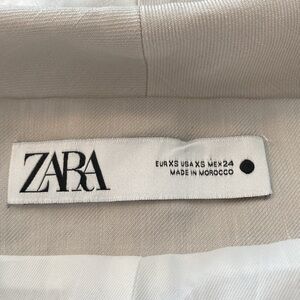 ZARA
EUR XS USA XS MEX 24
MADE IN MOROCCO